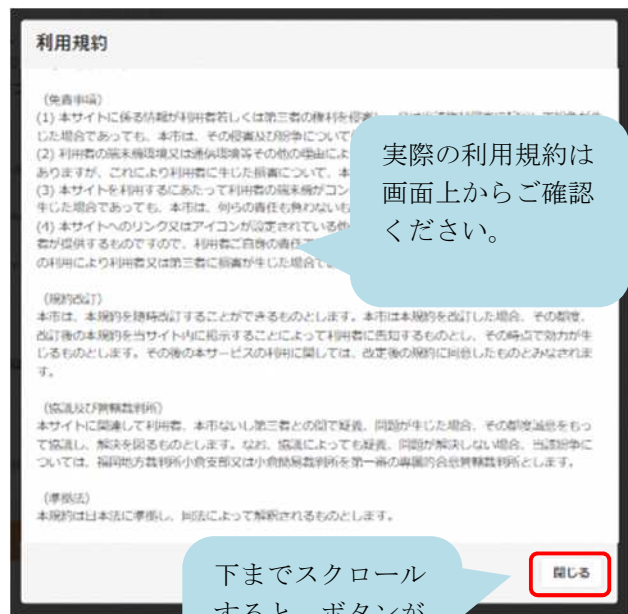 利用規約
（免責事項）
(1) 本サイトに係る情報が利用者若しくは第三者の権利を侵害し、
じた場合であっても、本市は、その侵害及び紛争について
(2) 利用者の端末機環境又は通信環境等その他の理由によ
ありますが、これにより利用者に生じた損害について、本
(3) 本サイトを利用するにあたって利用者の端末機がコン
生じた場合であっても、本市は、何らの責任も負わないも
(4) 本サイトへのリンク又はアイコンが設定されている他
者が提供するものですので、利用者ご自身の責任で
の利用により利用者又は第三者に損害が生じた場合で
実際の利用規約は
画面上からご確認
ください。
（規約改訂）
本市は、本規約を随時改訂することができるものとします。本市は本規約を改訂した場合、その都度、
改訂後の本規約を当サイト内に掲示することによって利用者に告知するものとし、その時点で効力が生
じるものとします。その後の本サービスの利用に関しては、改定後の規約に同意したものとみなされま
す。
（協議及び管轄裁判所）
本サイトに関連して利用者、本市ないし第三者との間で疑義、問題が生じた場合、その都度誠意をもっ
て協議し、解決を図るものとします。なお、協議によっても疑義、問題が解決しない場合、当該紛争に
ついては、福岡地方裁判所小倉支部又は小倉簡易裁判所を第一審の専属的合意管轄裁判所とします。
（準拠法）
本規約は日本法に準拠し、同法によって解釈されるものとします。
閉じる
下までスクロール
すると、ボタンが